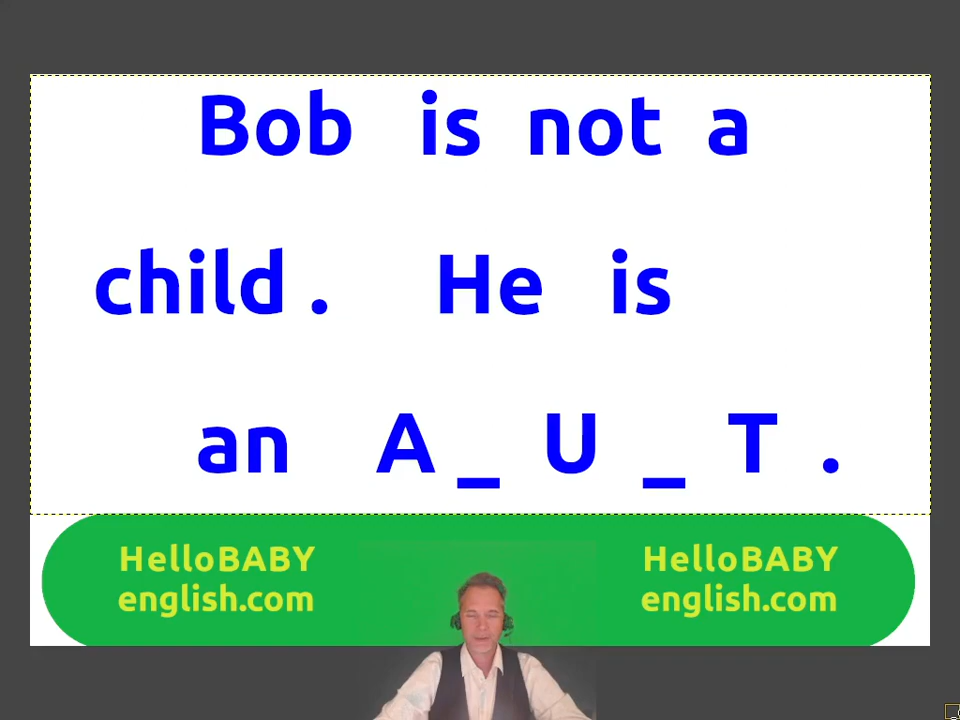 Bob is not a
child . He is
an A _ U _ T .
HelloBABY
english.com
HelloBABY
english.com